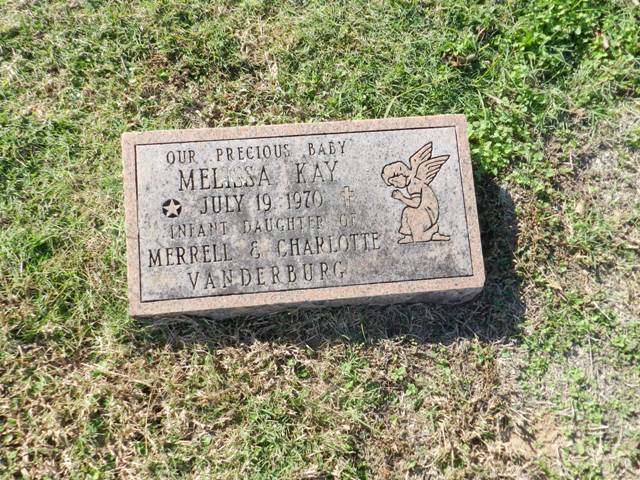 OUR PRECIOUS BABY
MELISSA KAY
JULY 19 1970
INFANT DAUGHTER OF
MERRELL & CHARLOTTE
VANDERBURG